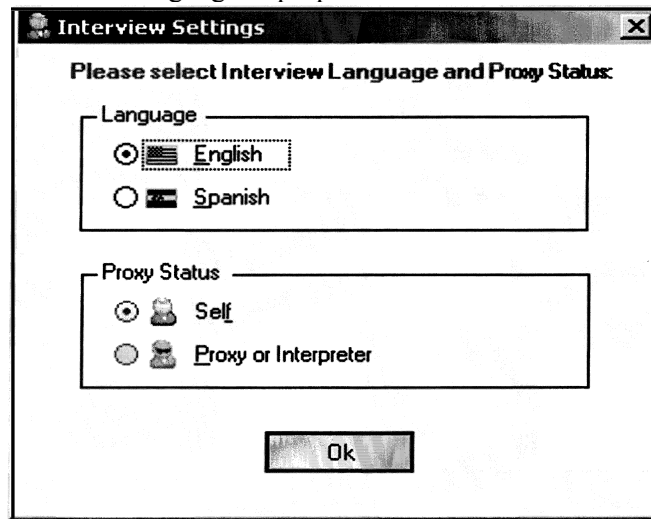 Interview Settings
Please select Interview Language and Proxy Status:
Language
English
Spanish
Proxy Status
Self
Proxy or Interpreter
Ok